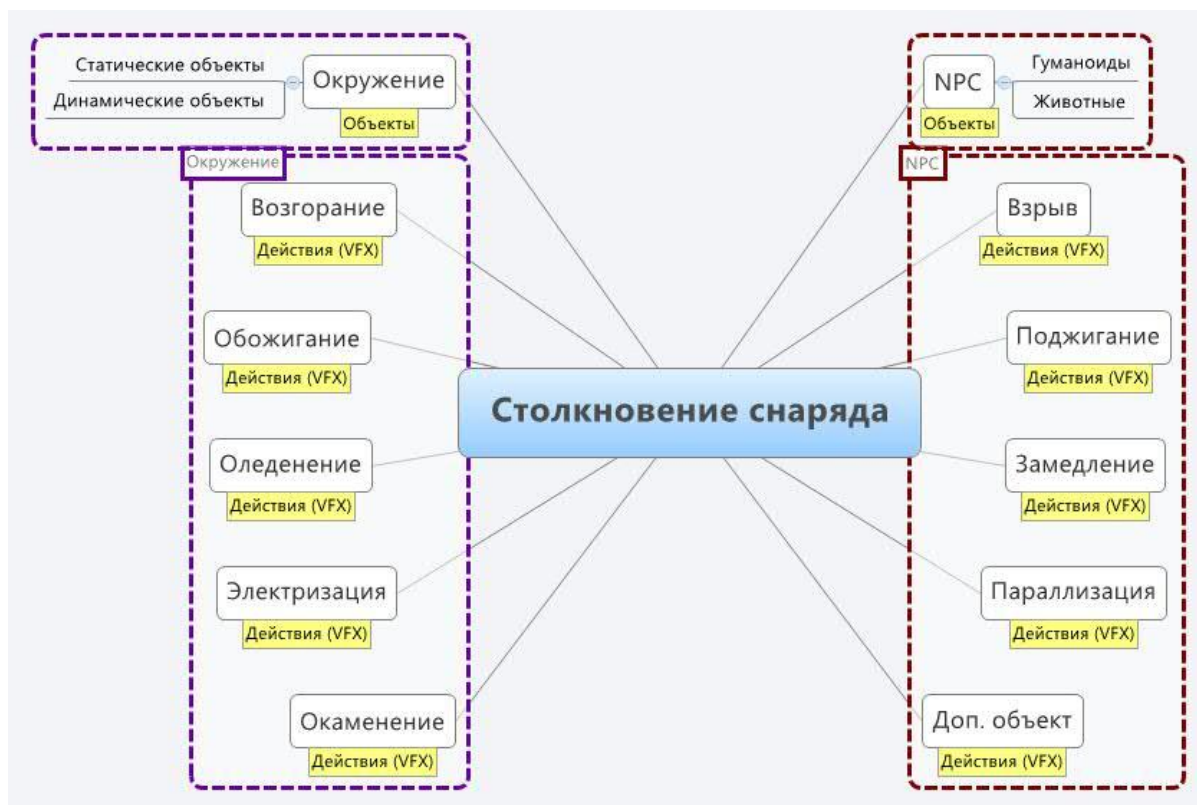 Статические объекты
Динамические объекты
Окружение
Объекты
Окружение
Возгорание
Действия (VFX)
Обожигание
Действия (VFX)
Оледенение
Действия (VFX)
Электризация
Действия (VFX)
Окаменение
Действия (VFX)
Столкновение снаряда
NPC
Объекты
Гуманоиды
Животные
NPC
Взрыв
Действия (VFX)
Поджигание
Действия (VFX)
Замедление
Действия (VFX)
Параллизация
Действия (VFX)
Доп. объект
Действия (VFX)